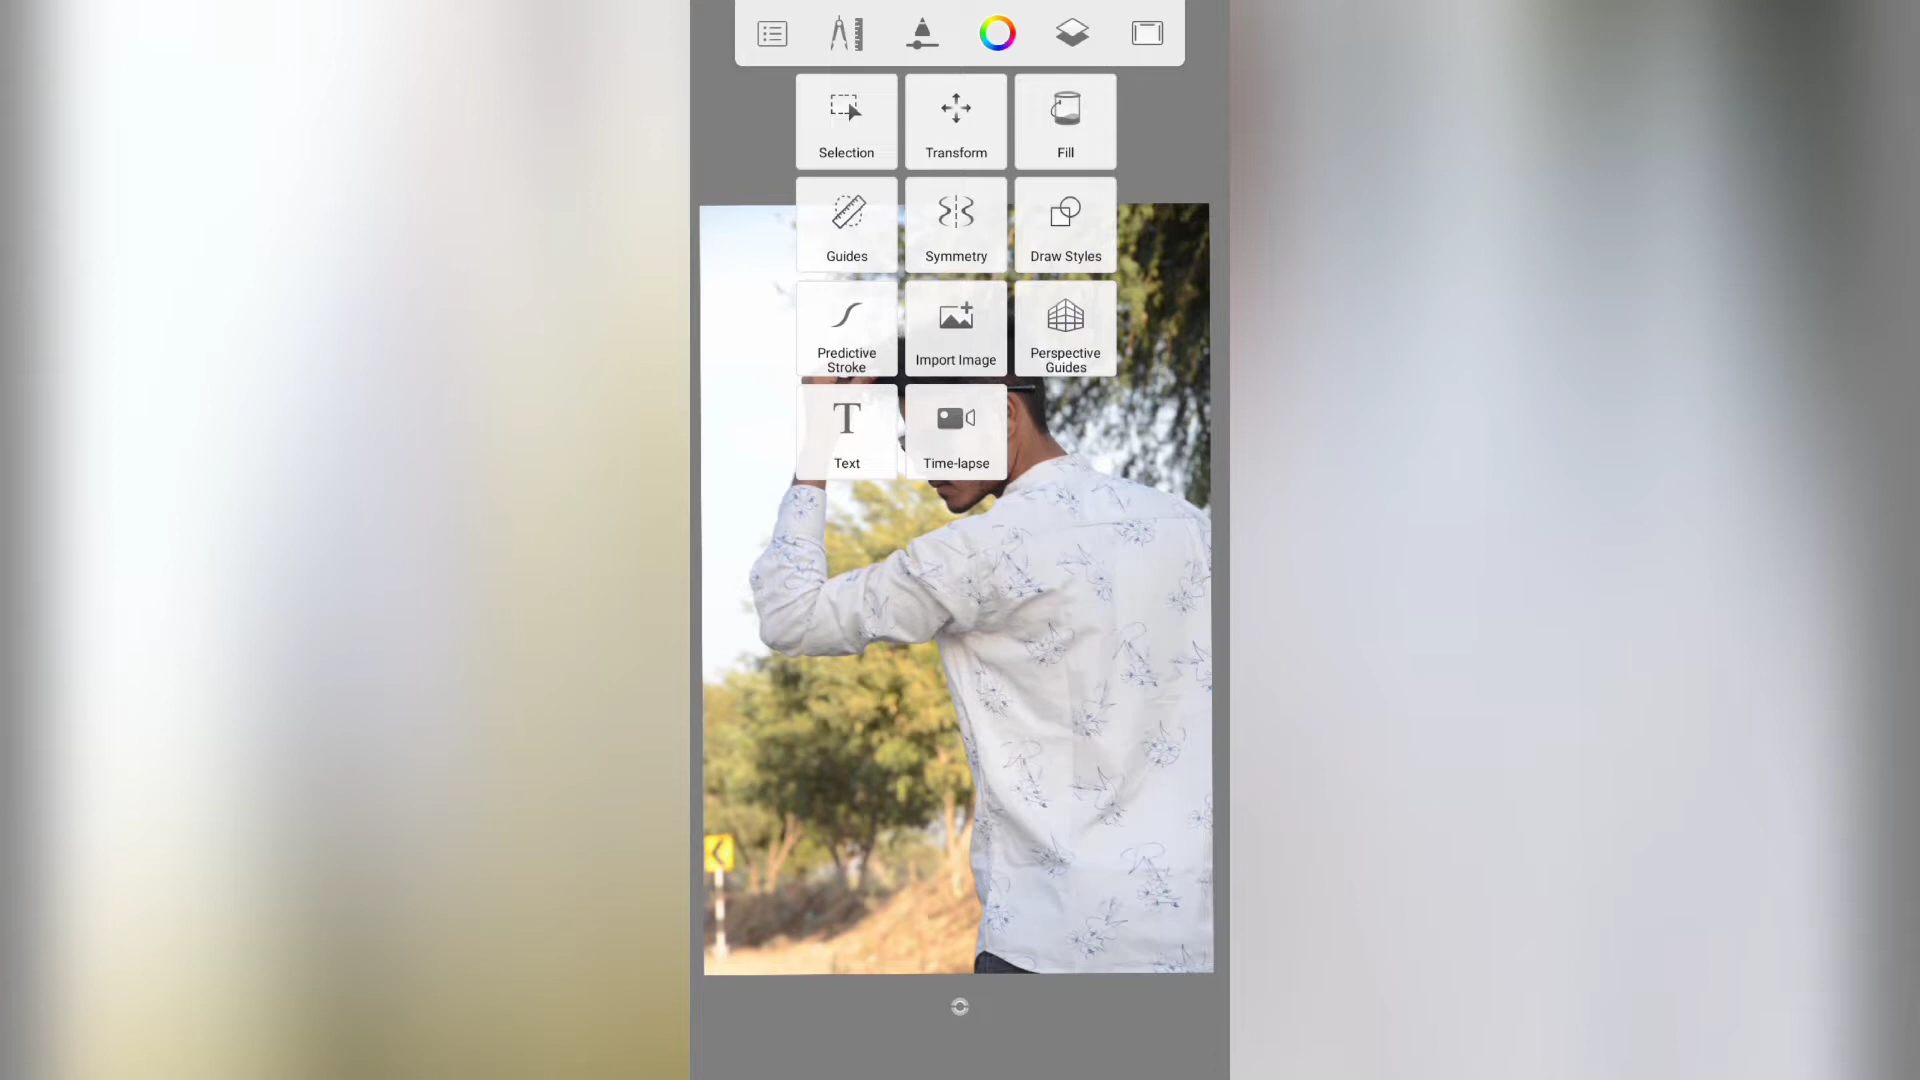 Selection
Transform
Fill
Guides
Symmetry
Draw Styles
Predictive
Stroke
Import Image
Perspective
Guides
T
Text
Time-lapse